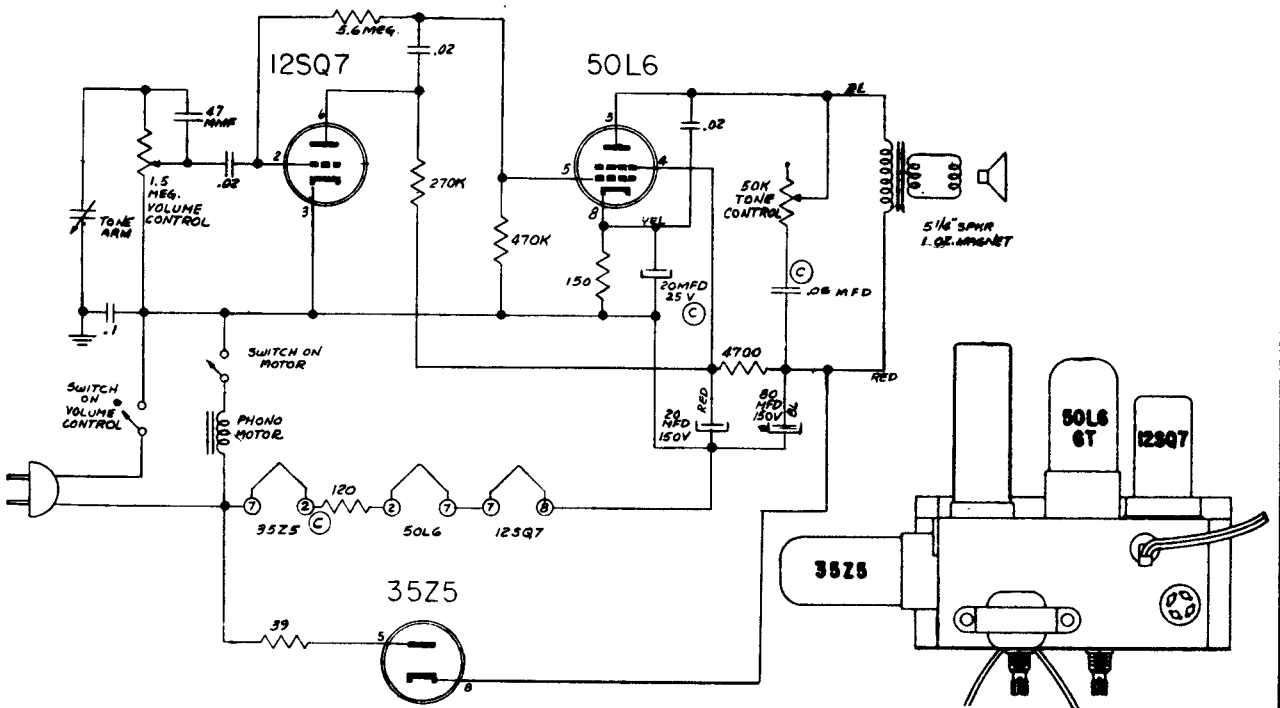 5.6 MEG.
.02
12SQ7
50L6
47
MMF
6
2
3
.02
1.5
MEG.
VOLUME
CONTROL
TONE
ARM
.1
270K
470K
3
5
4
8
YEL
.02
150
20MFD
25 V
C
BL
50K
TONE
CONTROL
C
.06 MFD
5 1/4" SPKR
1 OZ. MAGNET
RED
4700
SWITCH ON
MOTOR
SWITCH
ON
VOLUME
CONTROL
PHONO
MOTOR
20
MFD
150V
RED
80
MFD
150V
BL
7
2
120
2
7
7
8
35Z5
C
50L6
12SQ7
35Z5
39
5
8
50L6
GT
12SQ7
35Z5